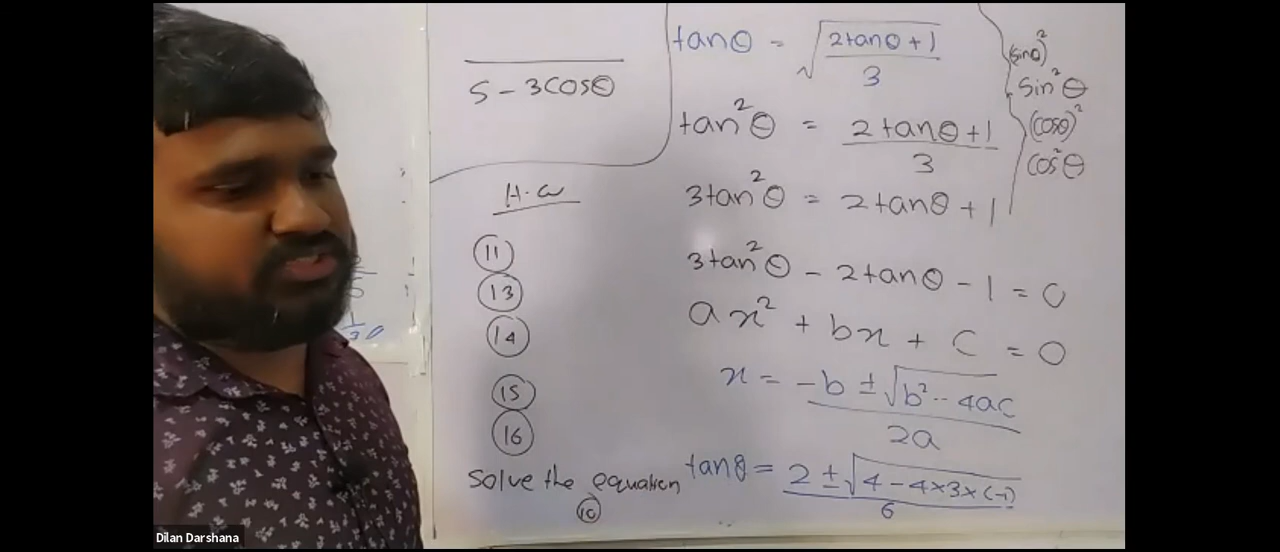 5 - 3cosθ
H.w
11
13
14
15
16
Solve the equation
10
tanθ = √(2tanθ + 1)/3
tan²θ = 2tanθ + 1
3
3tan²θ = 2tanθ + 1
3tan²θ - 2tanθ - 1 = 0
ax² + bx + c = 0
x = -b ± √b² - 4ac
2a
tanθ = 2 ± √4 - 4×3×(-1)
6
(sinθ)²
sin²θ
(cosθ)²
cos²θ
Dilan Darshana